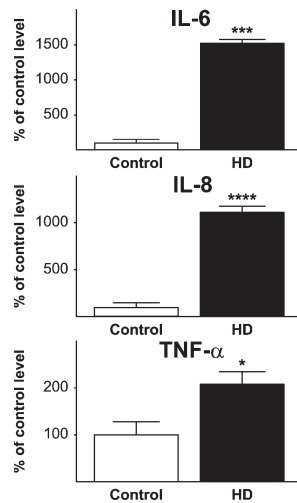 IL-6
% of control level
1500
1000
500
***
Control HD
IL-8
% of control level
1000
500
****
Control HD
TNF-α
% of control level
200
100
*
Control HD